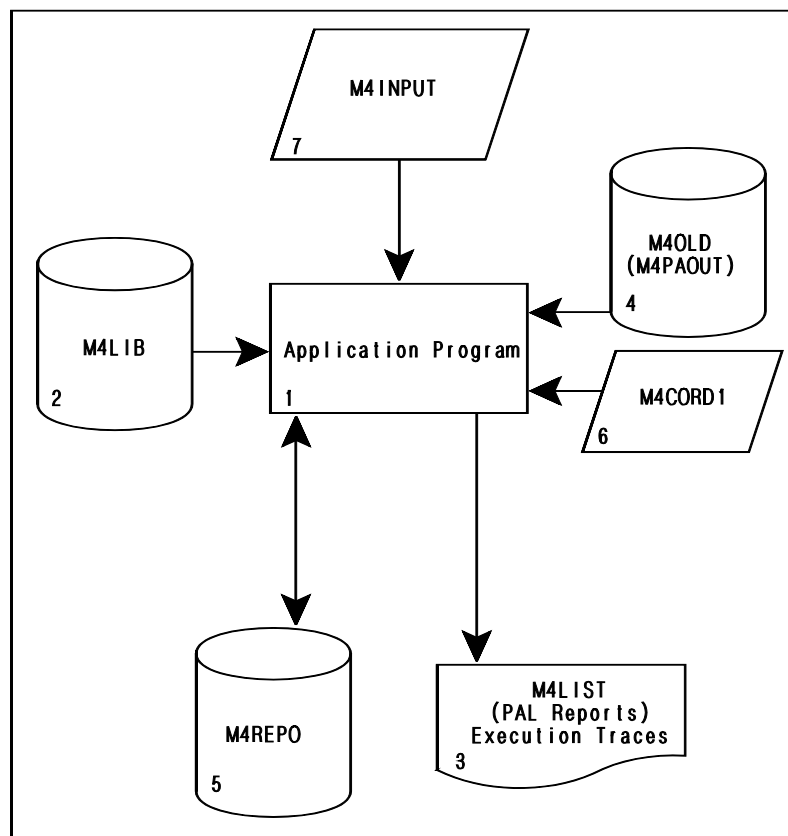 M4INPUT
7
M4OLD
(M4PAOUT)
4
M4LIB
2
Application Program
1
M4CORD1
6
M4REPO
5
M4LIST
(PAL Reports)
Execution Traces
3